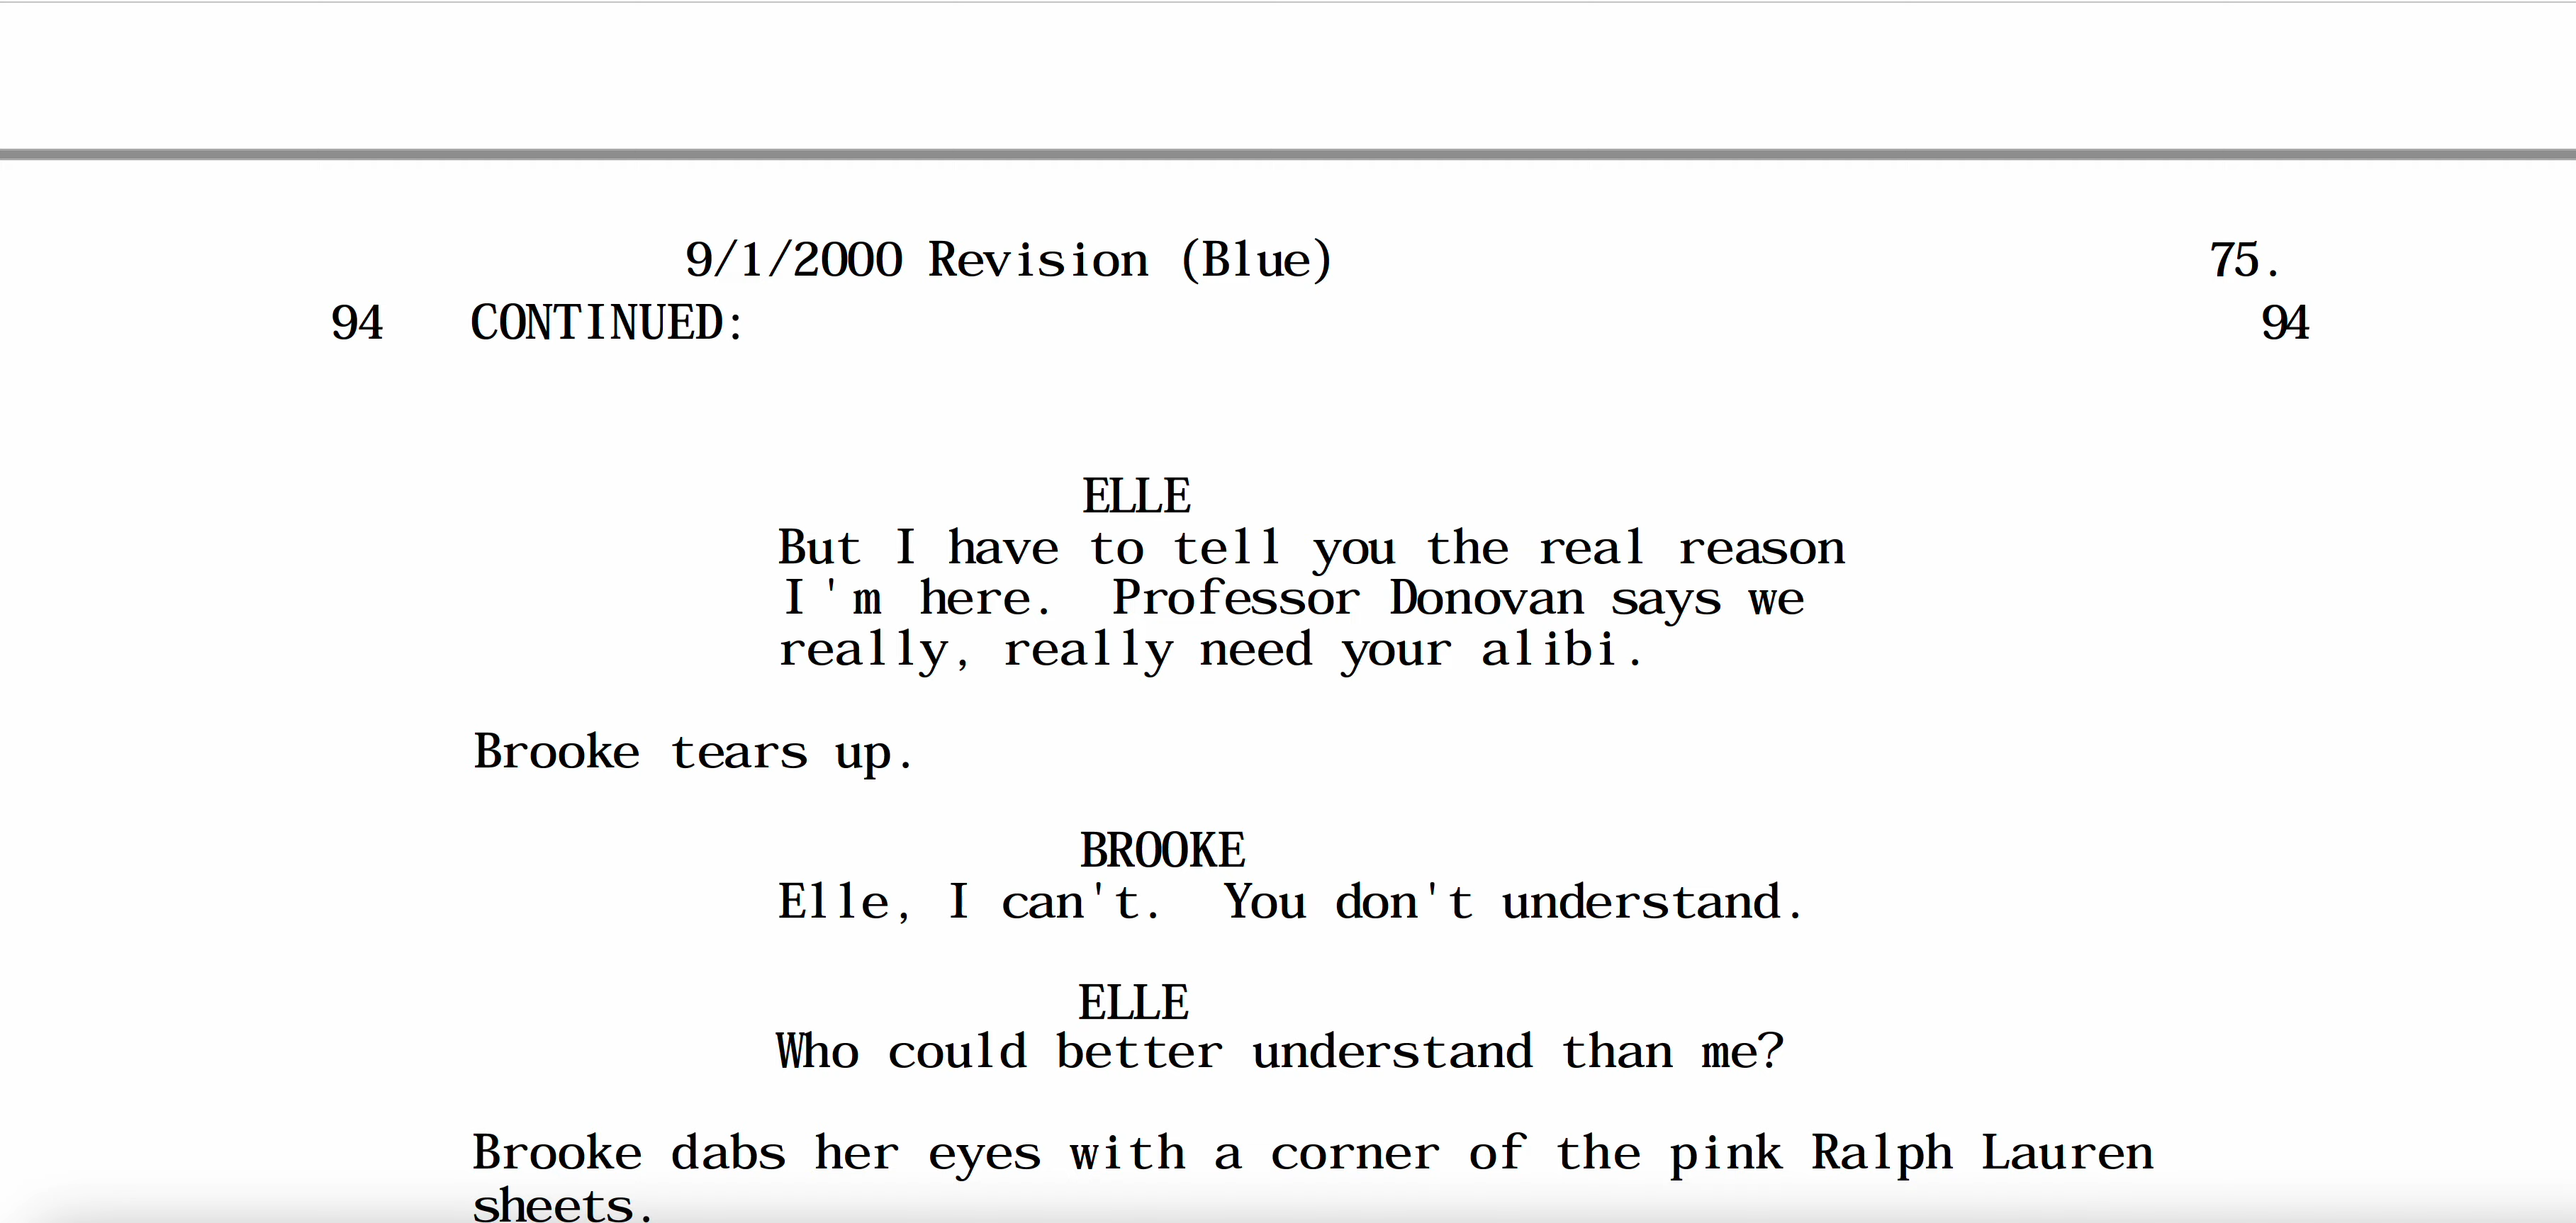 9/1/2000 Revision (Blue) 75.
94 CONTINUED: 94
ELLE
But I have to tell you the real reason
I'm here.  Professor Donovan says we
really, really need your alibi.
Brooke tears up.
BROOKE
Elle, I can't.  You don't understand.
ELLE
Who could better understand than me?
Brooke dabs her eyes with a corner of the pink Ralph Lauren
sheets.